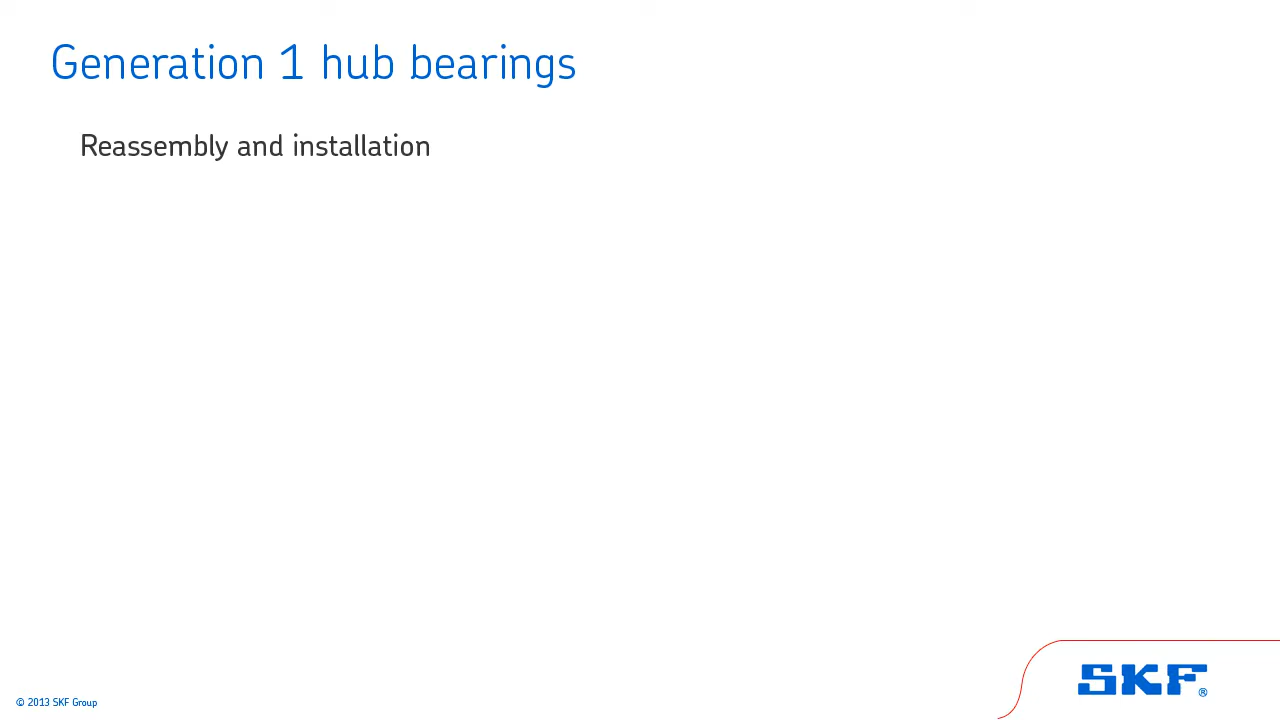 Generation 1 hub bearings
Reassembly and installation
SKF®
© 2013 SKF Group